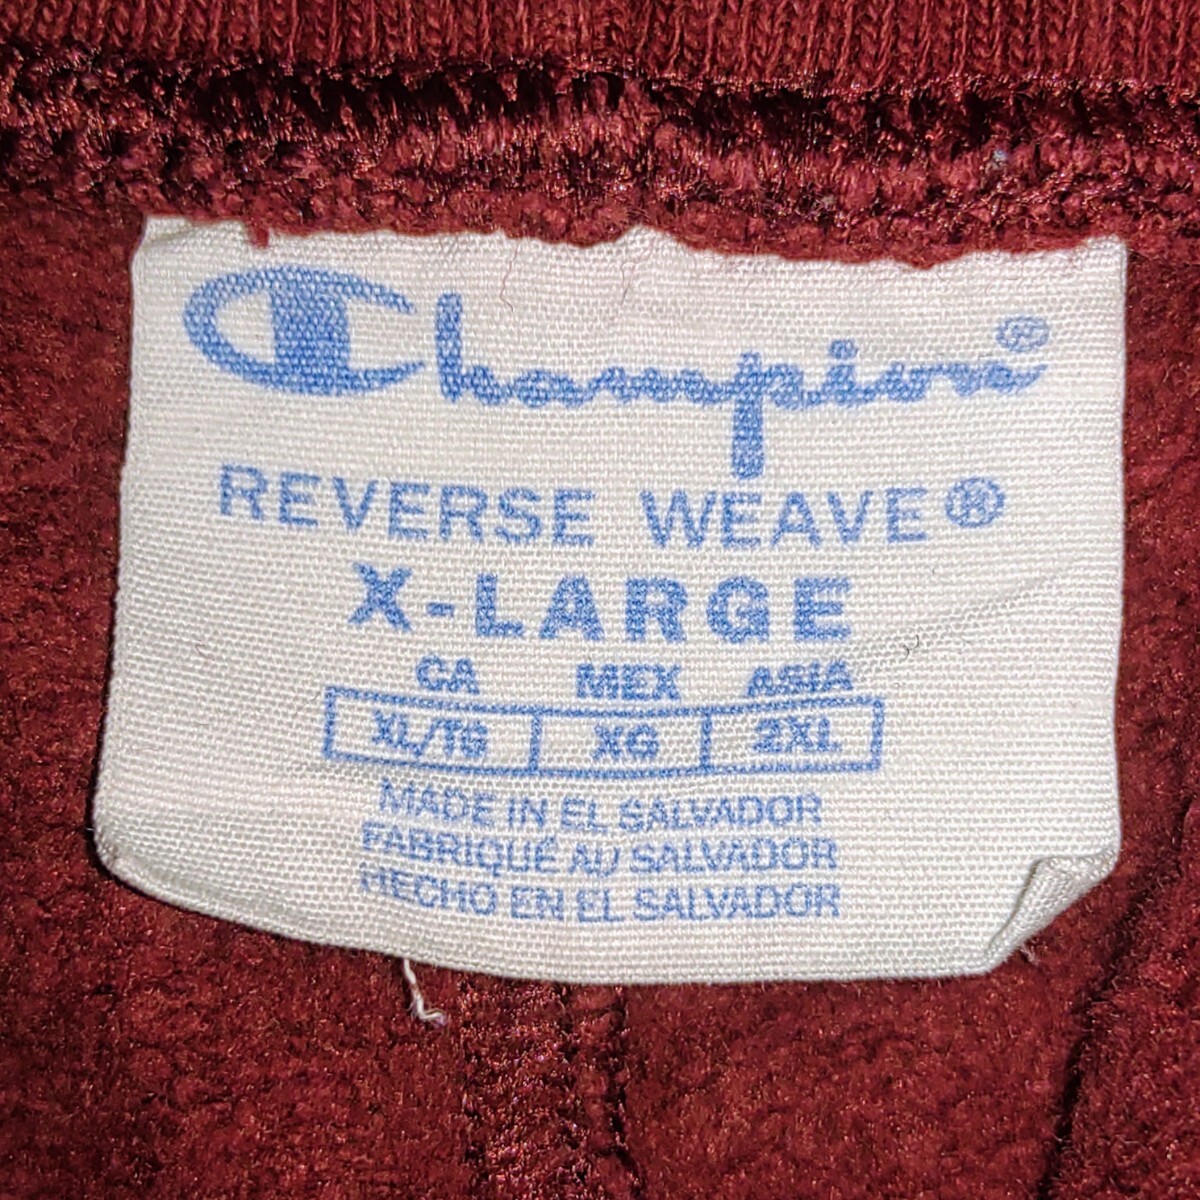 Champion®
REVERSE WEAVE®
X-LARGE
CA MEX ASIA
XL/TG XG 2XL
MADE IN EL SALVADOR
FABRIQUÉ AU SALVADOR
HECHO EN EL SALVADOR